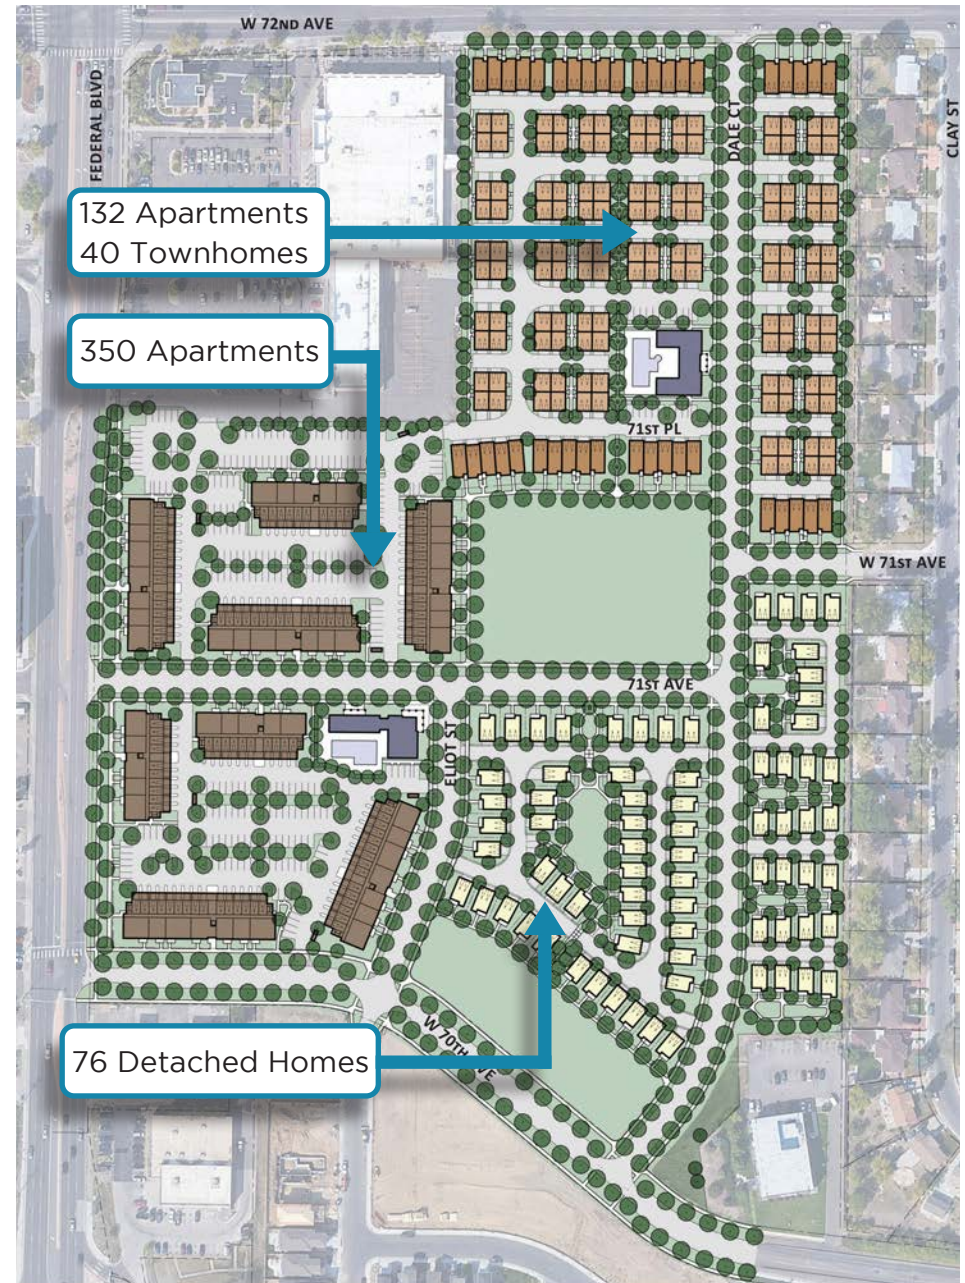 W 72ND AVE
FEDERAL BLVD
DALE CT
CLAY ST
132 Apartments
40 Townhomes
350 Apartments
71ST PL
W 71ST AVE
71ST AVE
ELIOT ST
76 Detached Homes
W 70TH AVE